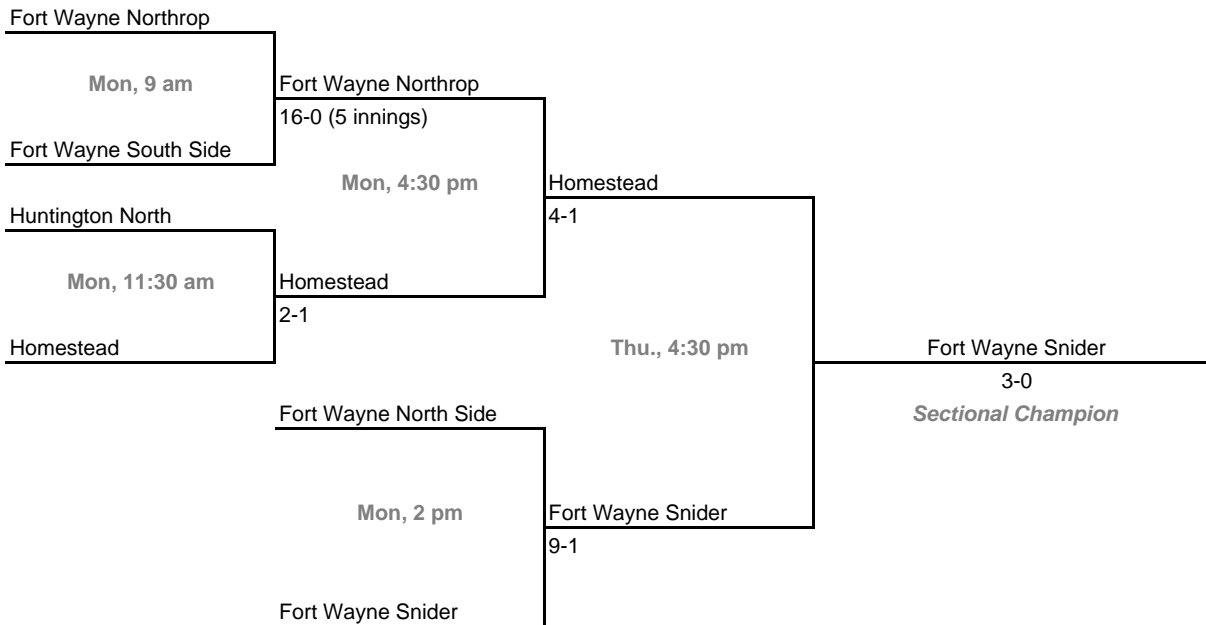 Fort Wayne Northrop
Mon, 9 am
Fort Wayne Northrop
16-0 (5 innings)
Fort Wayne South Side
Mon, 4:30 pm
Homestead
4-1
Huntington North
Mon, 11:30 am
Homestead
2-1
Homestead
Thu., 4:30 pm
Fort Wayne Snider
3-0
Sectional Champion
Fort Wayne North Side
Mon, 2 pm
Fort Wayne Snider
9-1
Fort Wayne Snider